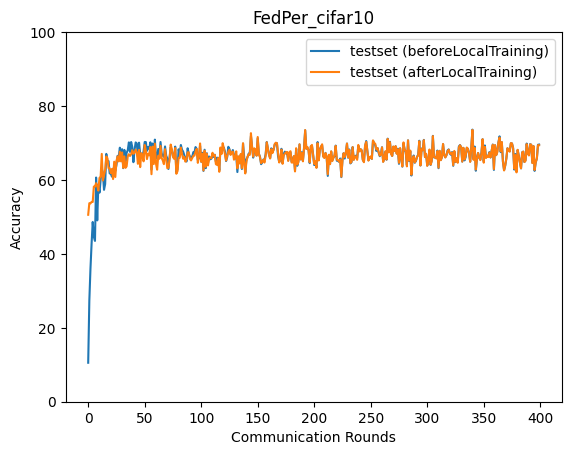 FedPer_cifar10
testset (beforeLocalTraining)
testset (afterLocalTraining)
100
80
60
40
20
0
Accuracy
0 50 100 150 200 250 300 350 400
Communication Rounds